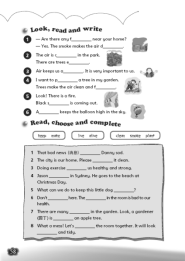 Look, read and write
1 – Are there any f________ near your home?
– Yes. The smoke makes the air d________.
2 The air is c________ in the park.
There are trees a________.
3 Air keeps us a________. It is very important to us.
4 I want to p________ a tree in my garden.
Trees make the air clean and f________.
5 Look! There is a fire.
Black s________ is coming out.
6 A________ keeps the balloon high in the sky.
Read, choose and complete
keep make
live alive
clean smoke plant
1 That bad news ________ Danny sad.
2 The city is our home. Please ________ it clean.
3 Doing exercise ________ us healthy and strong.
4 Jason ________ in Sydney. He goes to the beach at
Christmas Day.
5 What can we do to keep this little dog ________?
6 Don't ________ here. The ________ in the room is bad to our
health.
7 There are many ________ in the garden. Look, a gardener
(园丁) is ________ an apple tree.
8 What a mess! Let's ________ the room together. It will look
________ and tidy.